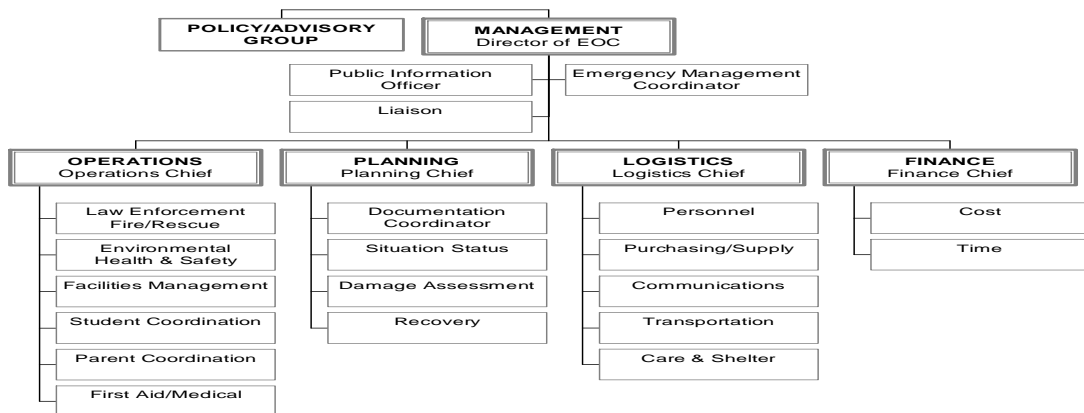 POLICY/ADVISORY
GROUP
MANAGEMENT
Director of EOC
Public Information
Officer
Emergency Management
Coordinator
Liaison
OPERATIONS
Operations Chief
PLANNING
Planning Chief
LOGISTICS
Logistics Chief
FINANCE
Finance Chief
Law Enforcement
Fire/Rescue
Environmental
Health & Safety
Facilities Management
Student Coordination
Parent Coordination
First Aid/Medical
Documentation
Coordinator
Situation Status
Damage Assessment
Recovery
Personnel
Purchasing/Supply
Communications
Transportation
Care & Shelter
Cost
Time